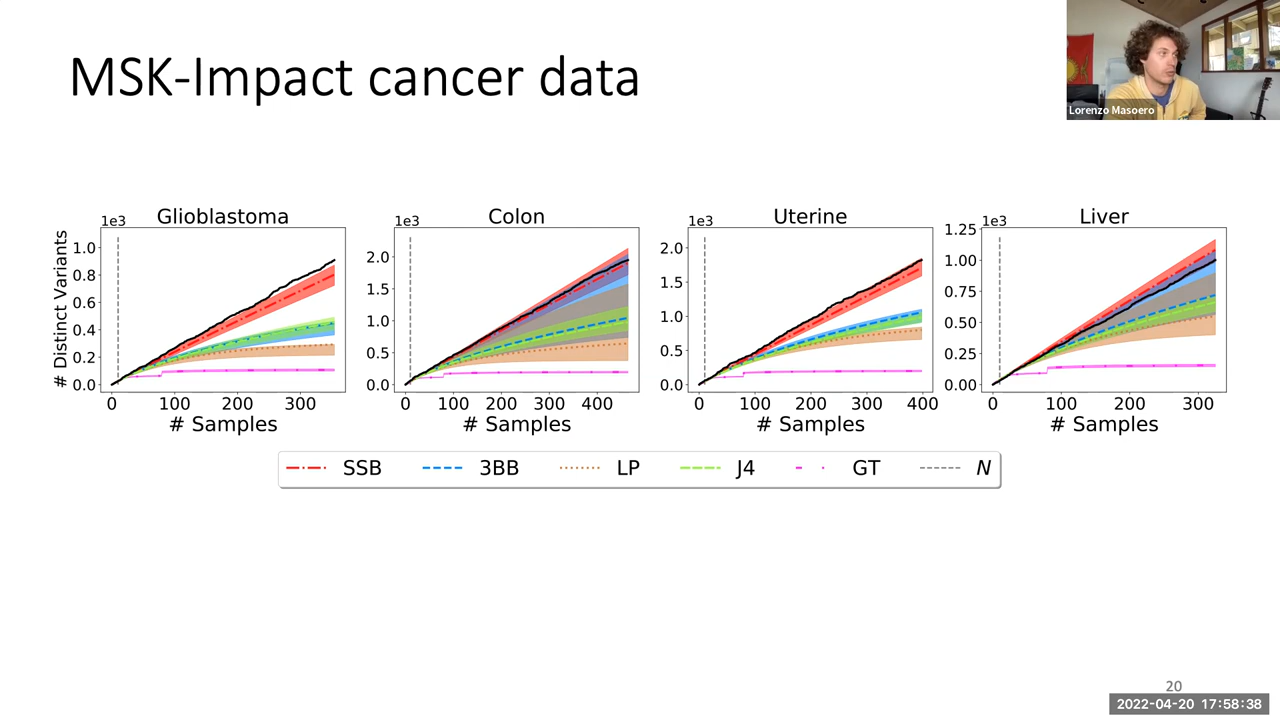 MSK-Impact cancer data
Lorenzo Masoero
Glioblastoma
1e3
# Distinct Variants
1.0
0.8
0.6
0.4
0.2
0.0
0 100 200 300
# Samples
Colon
1e3
2.0
1.5
1.0
0.5
0.0
0 100 200 300 400
# Samples
Uterine
1e3
2.0
1.5
1.0
0.5
0.0
0 100 200 300 400
# Samples
Liver
1e3
1.25
1.00
0.75
0.50
0.25
0.00
0 100 200 300
# Samples
SSB 3BB LP J4 GT N
20
2022-04-20 17:58:38